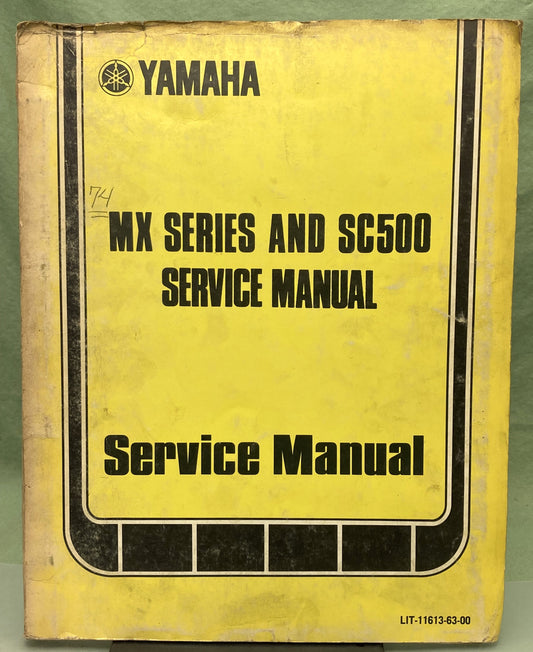 YAMAHA
74
MX SERIES AND SC500
SERVICE MANUAL
Service Manual
LIT-11613-63-00